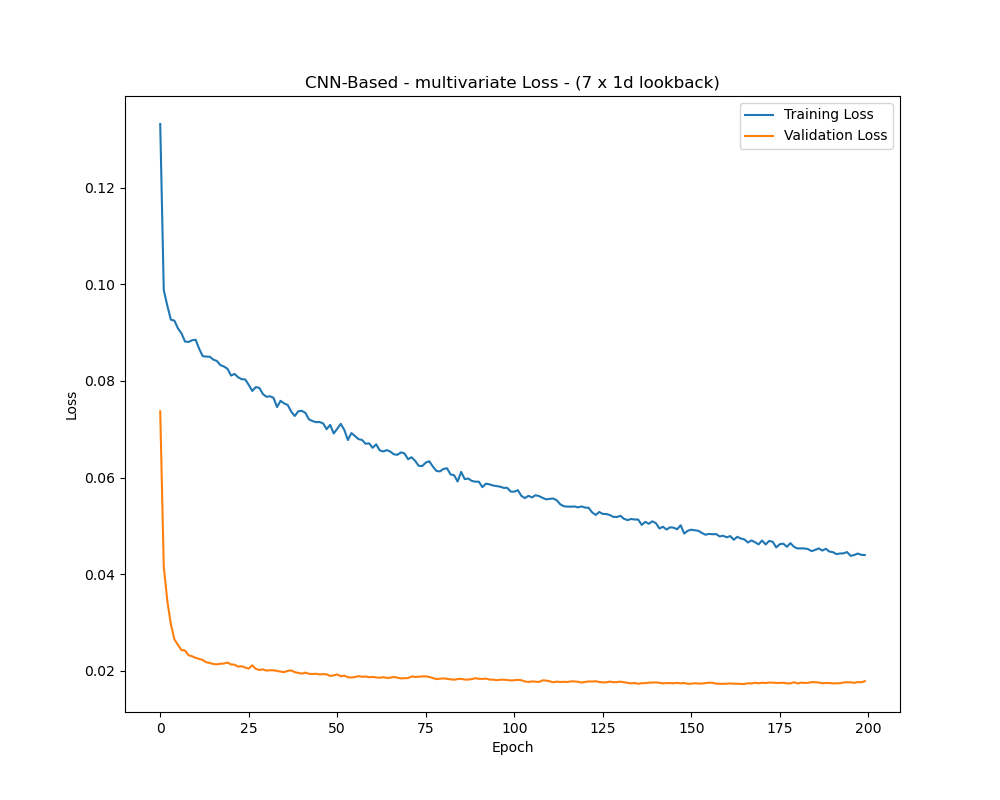 CNN-Based - multivariate Loss - (7 x 1d lookback)
Training Loss
Validation Loss
0.12
0.10
0.08
0.06
0.04
0.02
Loss
0 25 50 75 100 125 150 175 200
Epoch